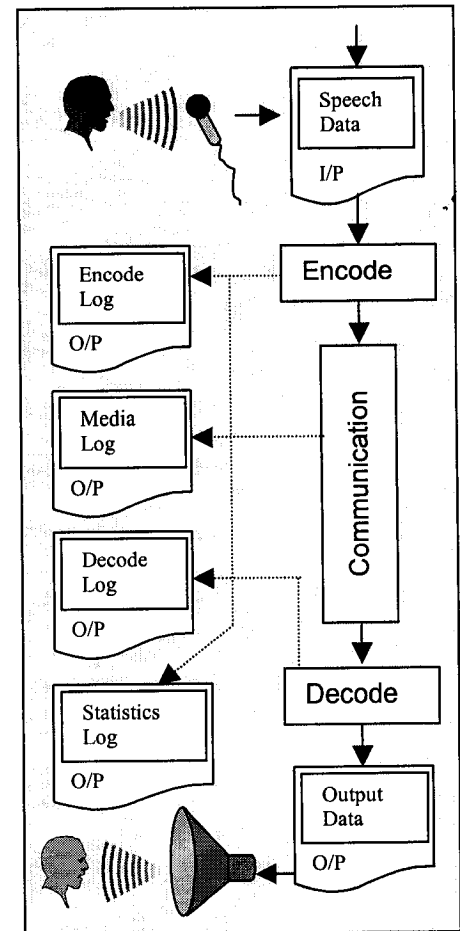 Speech
Data
I/P
Encode
Encode
Log
O/P
Media
Log
O/P
Communication
Decode
Log
O/P
Decode
Statistics
Log
O/P
Output
Data
O/P